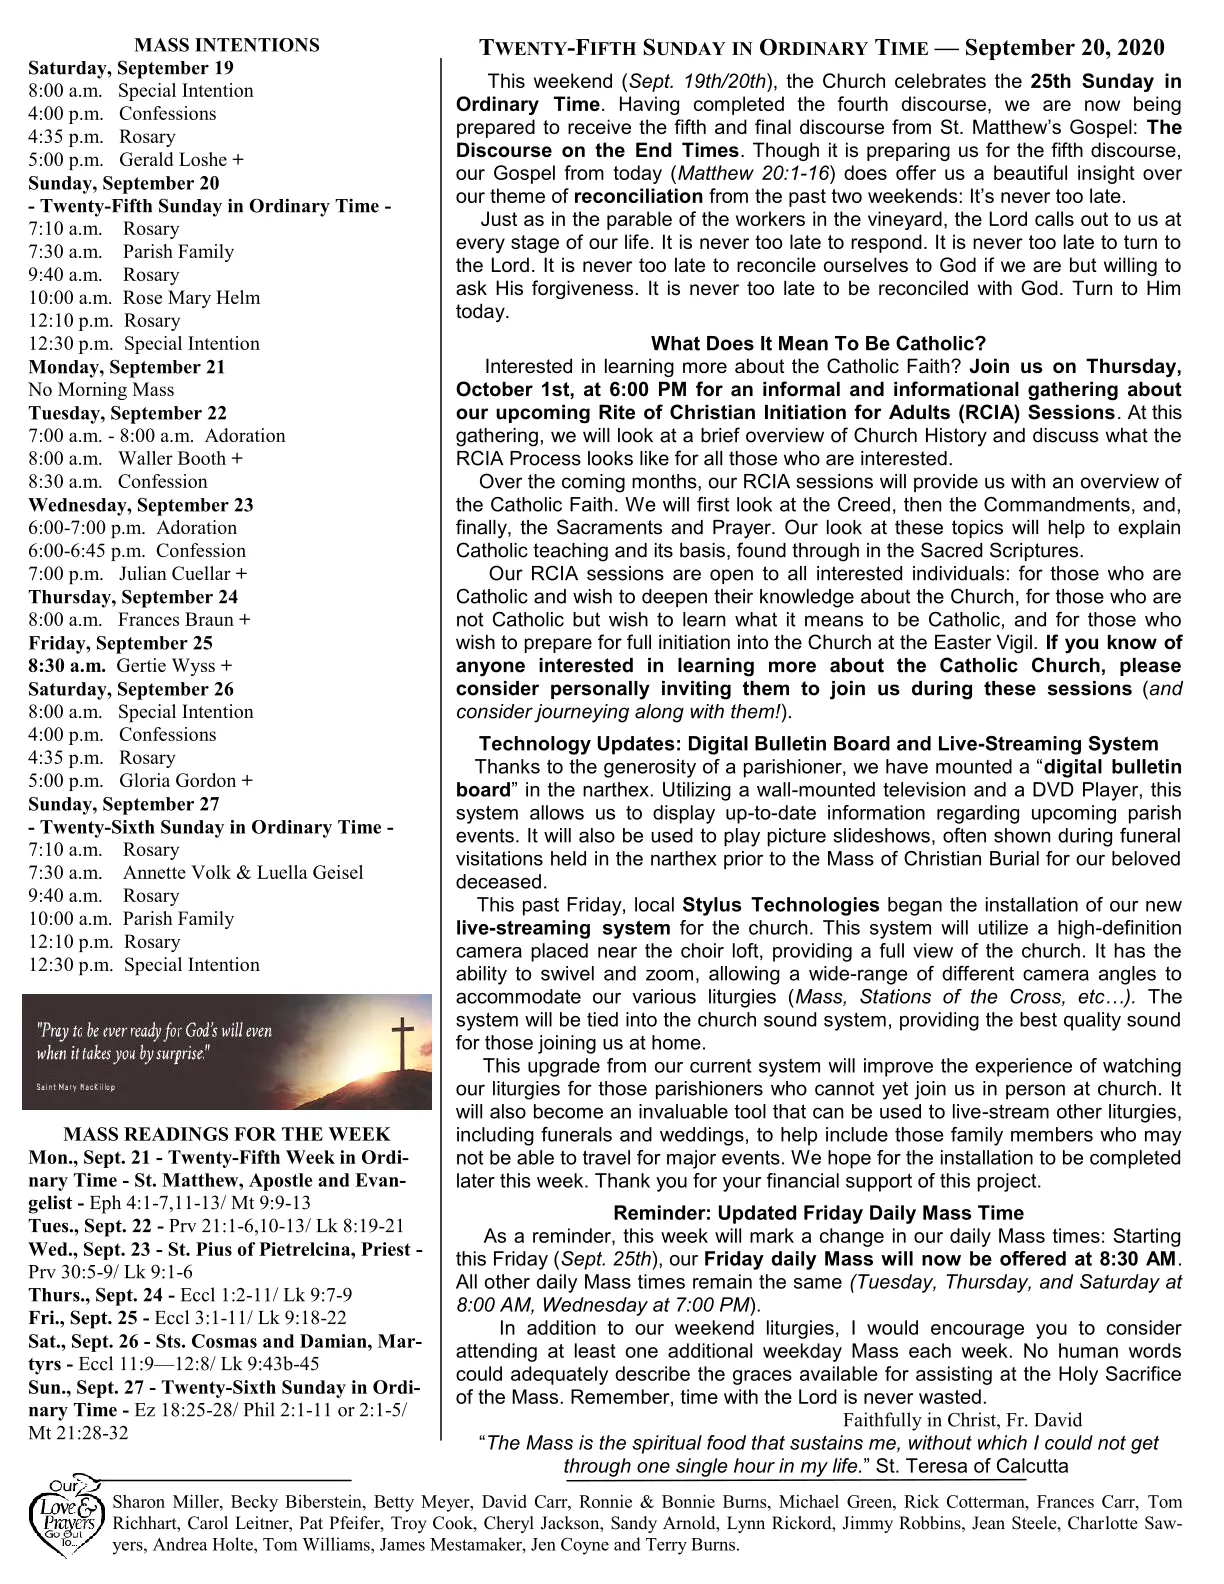 MASS INTENTIONS
Saturday, September 19
8:00 a.m. Special Intention
4:00 p.m. Confessions
4:35 p.m. Rosary
5:00 p.m. Gerald Loshe +
Sunday, September 20
- Twenty-Fifth Sunday in Ordinary Time -
7:10 a.m. Rosary
7:30 a.m. Parish Family
9:40 a.m. Rosary
10:00 a.m. Rose Mary Helm
12:10 p.m. Rosary
12:30 p.m. Special Intention
Monday, September 21
No Morning Mass
Tuesday, September 22
7:00 a.m. - 8:00 a.m. Adoration
8:00 a.m. Waller Booth +
8:30 a.m. Confession
Wednesday, September 23
6:00-7:00 p.m. Adoration
6:00-6:45 p.m. Confession
7:00 p.m. Julian Cuellar +
Thursday, September 24
8:00 a.m. Frances Braun +
Friday, September 25
8:30 a.m. Gertie Wyss +
Saturday, September 26
8:00 a.m. Special Intention
4:00 p.m. Confessions
4:35 p.m. Rosary
5:00 p.m. Gloria Gordon +
Sunday, September 27
- Twenty-Sixth Sunday in Ordinary Time -
7:10 a.m. Rosary
7:30 a.m. Annette Volk & Luella Geisel
9:40 a.m. Rosary
10:00 a.m. Parish Family
12:10 p.m. Rosary
12:30 p.m. Special Intention
"Pray to be ever ready for God's will even
when it takes you by surprise."
Saint Mary MacKillop
MASS READINGS FOR THE WEEK
Mon., Sept. 21 - Twenty-Fifth Week in Ordi-
nary Time - St. Matthew, Apostle and Evan-
gelist - Eph 4:1-7,11-13/ Mt 9:9-13
Tues., Sept. 22 - Prv 21:1-6,10-13/ Lk 8:19-21
Wed., Sept. 23 - St. Pius of Pietrelcina, Priest -
Prv 30:5-9/ Lk 9:1-6
Thurs., Sept. 24 - Eccl 1:2-11/ Lk 9:7-9
Fri., Sept. 25 - Eccl 3:1-11/ Lk 9:18-22
Sat., Sept. 26 - Sts. Cosmas and Damian, Mar-
tyrs - Eccl 11:9—12:8/ Lk 9:43b-45
Sun., Sept. 27 - Twenty-Sixth Sunday in Ordi-
nary Time - Ez 18:25-28/ Phil 2:1-11 or 2:1-5/
Mt 21:28-32
TWENTY-FIFTH SUNDAY IN ORDINARY TIME — September 20, 2020
This weekend (Sept. 19th/20th), the Church celebrates the 25th Sunday in
Ordinary Time. Having completed the fourth discourse, we are now being
prepared to receive the fifth and final discourse from St. Matthew's Gospel: The
Discourse on the End Times. Though it is preparing us for the fifth discourse,
our Gospel from today (Matthew 20:1-16) does offer us a beautiful insight over
our theme of reconciliation from the past two weekends: It's never too late.
Just as in the parable of the workers in the vineyard, the Lord calls out to us at
every stage of our life. It is never too late to respond. It is never too late to turn to
the Lord. It is never too late to reconcile ourselves to God if we are but willing to
ask His forgiveness. It is never too late to be reconciled with God. Turn to Him
today.
What Does It Mean To Be Catholic?
Interested in learning more about the Catholic Faith? Join us on Thursday,
October 1st, at 6:00 PM for an informal and informational gathering about
our upcoming Rite of Christian Initiation for Adults (RCIA) Sessions. At this
gathering, we will look at a brief overview of Church History and discuss what the
RCIA Process looks like for all those who are interested.
Over the coming months, our RCIA sessions will provide us with an overview of
the Catholic Faith. We will first look at the Creed, then the Commandments, and,
finally, the Sacraments and Prayer. Our look at these topics will help to explain
Catholic teaching and its basis, found through in the Sacred Scriptures.
Our RCIA sessions are open to all interested individuals: for those who are
Catholic and wish to deepen their knowledge about the Church, for those who are
not Catholic but wish to learn what it means to be Catholic, and for those who
wish to prepare for full initiation into the Church at the Easter Vigil. If you know of
anyone interested in learning more about the Catholic Church, please
consider personally inviting them to join us during these sessions (and
consider journeying along with them!).
Technology Updates: Digital Bulletin Board and Live-Streaming System
Thanks to the generosity of a parishioner, we have mounted a “digital bulletin
board” in the narthex. Utilizing a wall-mounted television and a DVD Player, this
system allows us to display up-to-date information regarding upcoming parish
events. It will also be used to play picture slideshows, often shown during funeral
visitations held in the narthex prior to the Mass of Christian Burial for our beloved
deceased.
This past Friday, local Stylus Technologies began the installation of our new
live-streaming system for the church. This system will utilize a high-definition
camera placed near the choir loft, providing a full view of the church. It has the
ability to swivel and zoom, allowing a wide-range of different camera angles to
accommodate our various liturgies (Mass, Stations of the Cross, etc…). The
system will be tied into the church sound system, providing the best quality sound
for those joining us at home.
This upgrade from our current system will improve the experience of watching
our liturgies for those parishioners who cannot yet join us in person at church. It
will also become an invaluable tool that can be used to live-stream other liturgies,
including funerals and weddings, to help include those family members who may
not be able to travel for major events. We hope for the installation to be completed
later this week. Thank you for your financial support of this project.
Reminder: Updated Friday Daily Mass Time
As a reminder, this week will mark a change in our daily Mass times: Starting
this Friday (Sept. 25th), our Friday daily Mass will now be offered at 8:30 AM.
All other daily Mass times remain the same (Tuesday, Thursday, and Saturday at
8:00 AM, Wednesday at 7:00 PM).
In addition to our weekend liturgies, I would encourage you to consider
attending at least one additional weekday Mass each week. No human words
could adequately describe the graces available for assisting at the Holy Sacrifice
of the Mass. Remember, time with the Lord is never wasted.
Faithfully in Christ, Fr. David
“The Mass is the spiritual food that sustains me, without which I could not get
through one single hour in my life.” St. Teresa of Calcutta
Our
Love &
Prayers
Go Out
To...
Sharon Miller, Becky Biberstein, Betty Meyer, David Carr, Ronnie & Bonnie Burns, Michael Green, Rick Cotterman, Frances Carr, Tom
Richhart, Carol Leitner, Pat Pfeifer, Troy Cook, Cheryl Jackson, Sandy Arnold, Lynn Rickord, Jimmy Robbins, Jean Steele, Charlotte Saw-
yers, Andrea Holte, Tom Williams, James Mestamaker, Jen Coyne and Terry Burns.